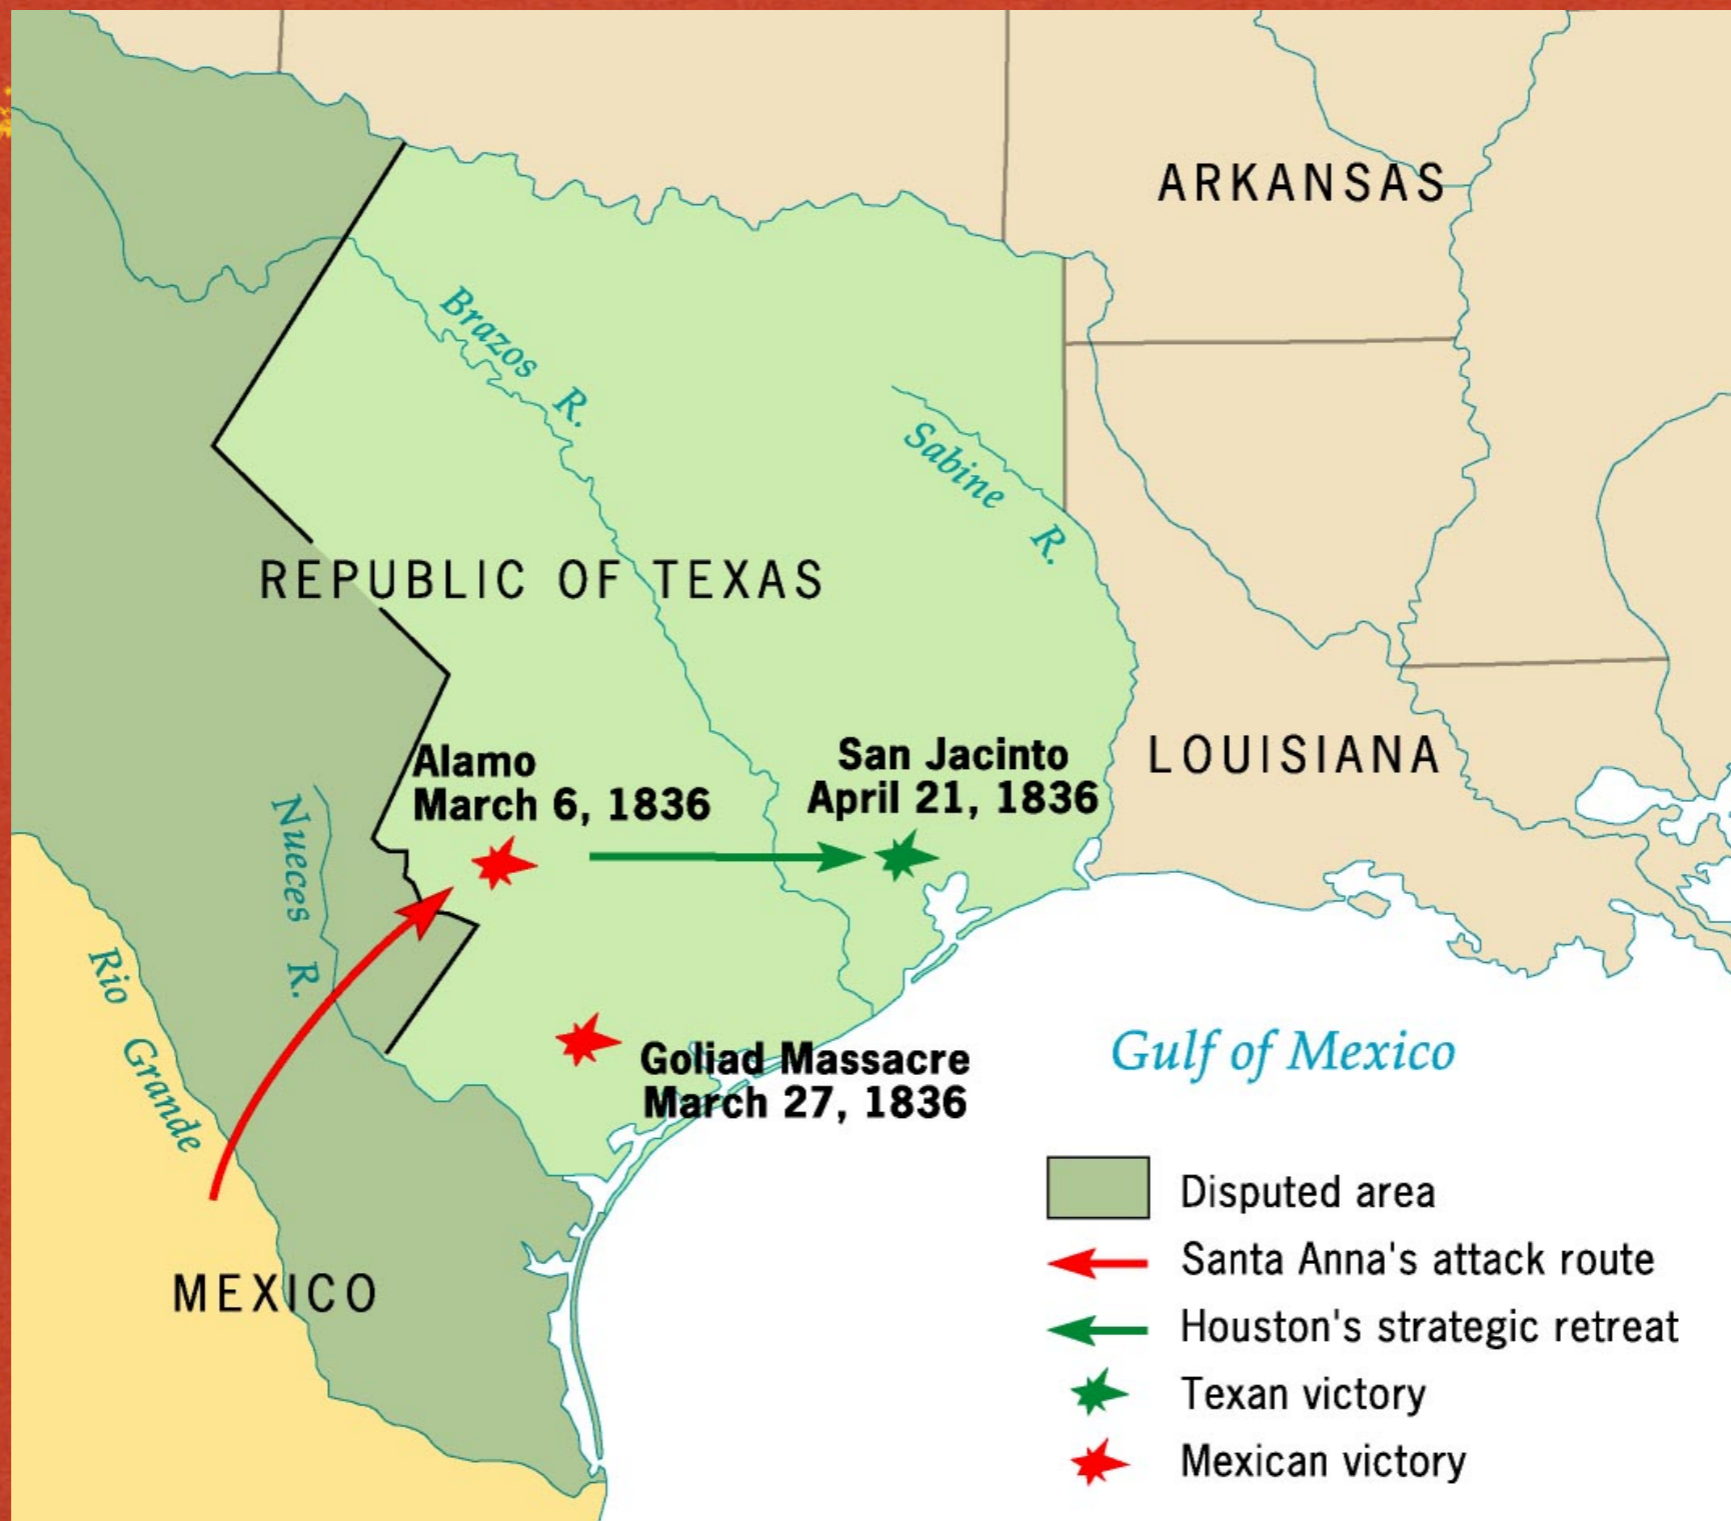 ARKANSAS
Brazos R.
Sabine R.
REPUBLIC OF TEXAS
Alamo
March 6, 1836
San Jacinto
April 21, 1836
LOUISIANA
Nueces R.
Rio Grande
Goliad Massacre
March 27, 1836
Gulf of Mexico
MEXICO
Disputed area
Santa Anna's attack route
Houston's strategic retreat
Texan victory
Mexican victory